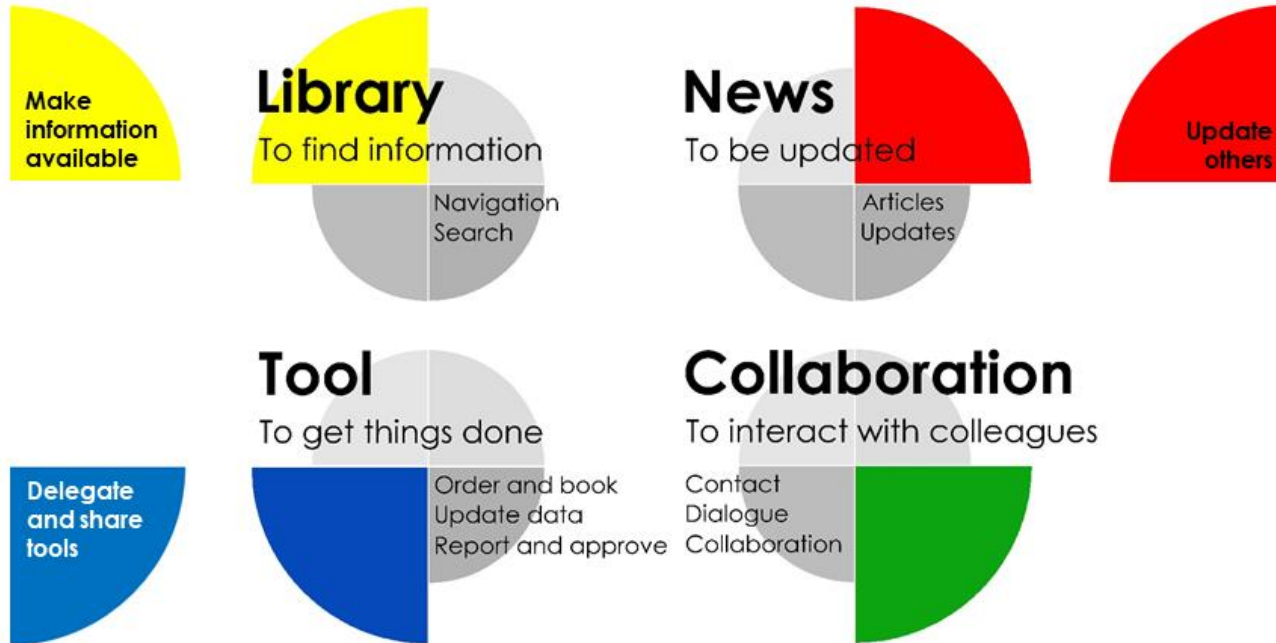 Make
information
available
Library
To find information
Navigation
Search
News
To be updated
Articles
Updates
Update
others
Delegate
and share
tools
Tool
To get things done
Order and book
Update data
Report and approve
Collaboration
To interact with colleagues
Contact
Dialogue
Collaboration